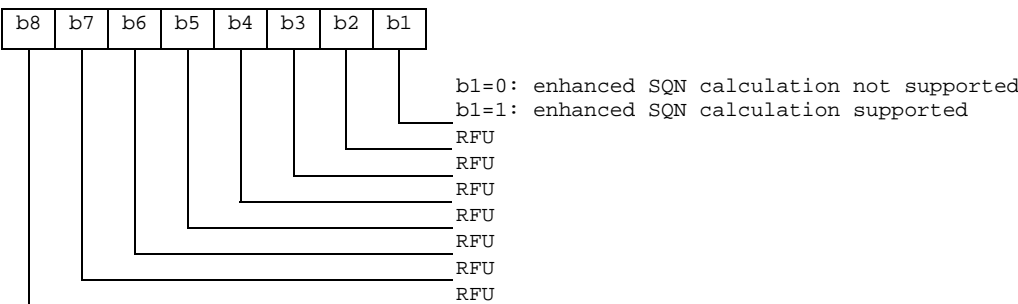 b8 b7 b6 b5 b4 b3 b2 b1
b1=0: enhanced SQN calculation not supported
b1=1: enhanced SQN calculation supported
RFU
RFU
RFU
RFU
RFU
RFU
RFU